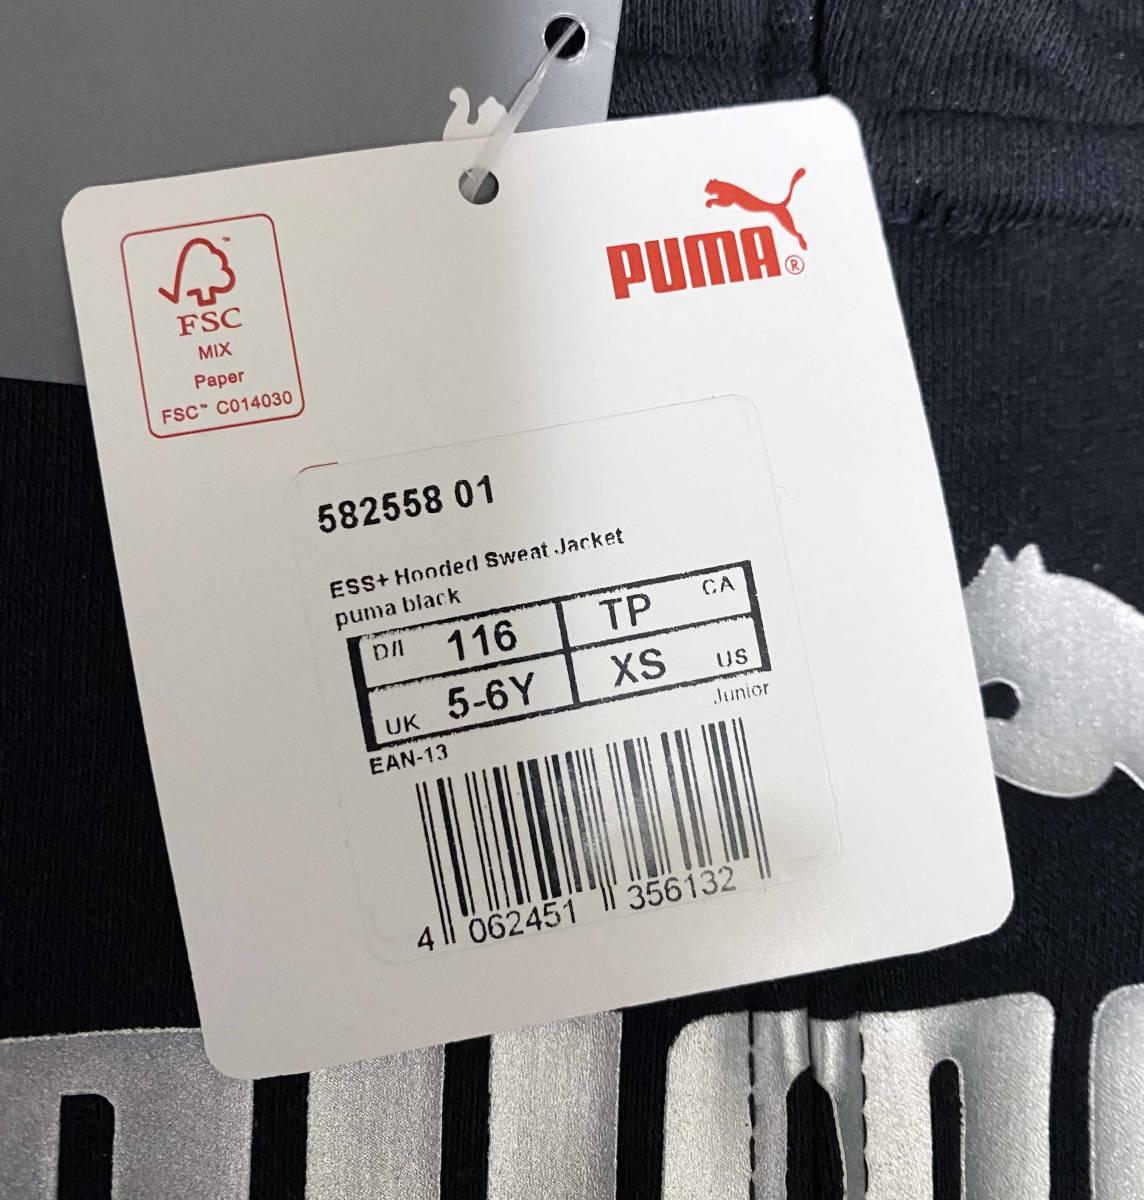 PUMA®
FSC™
MIX
Paper
FSC™ C014030
582558 01
ESS+ Hooded Sweat Jacket
puma black
D/I 116 TP CA
UK 5-6Y XS US
Junior
EAN-13
4 062451 356132